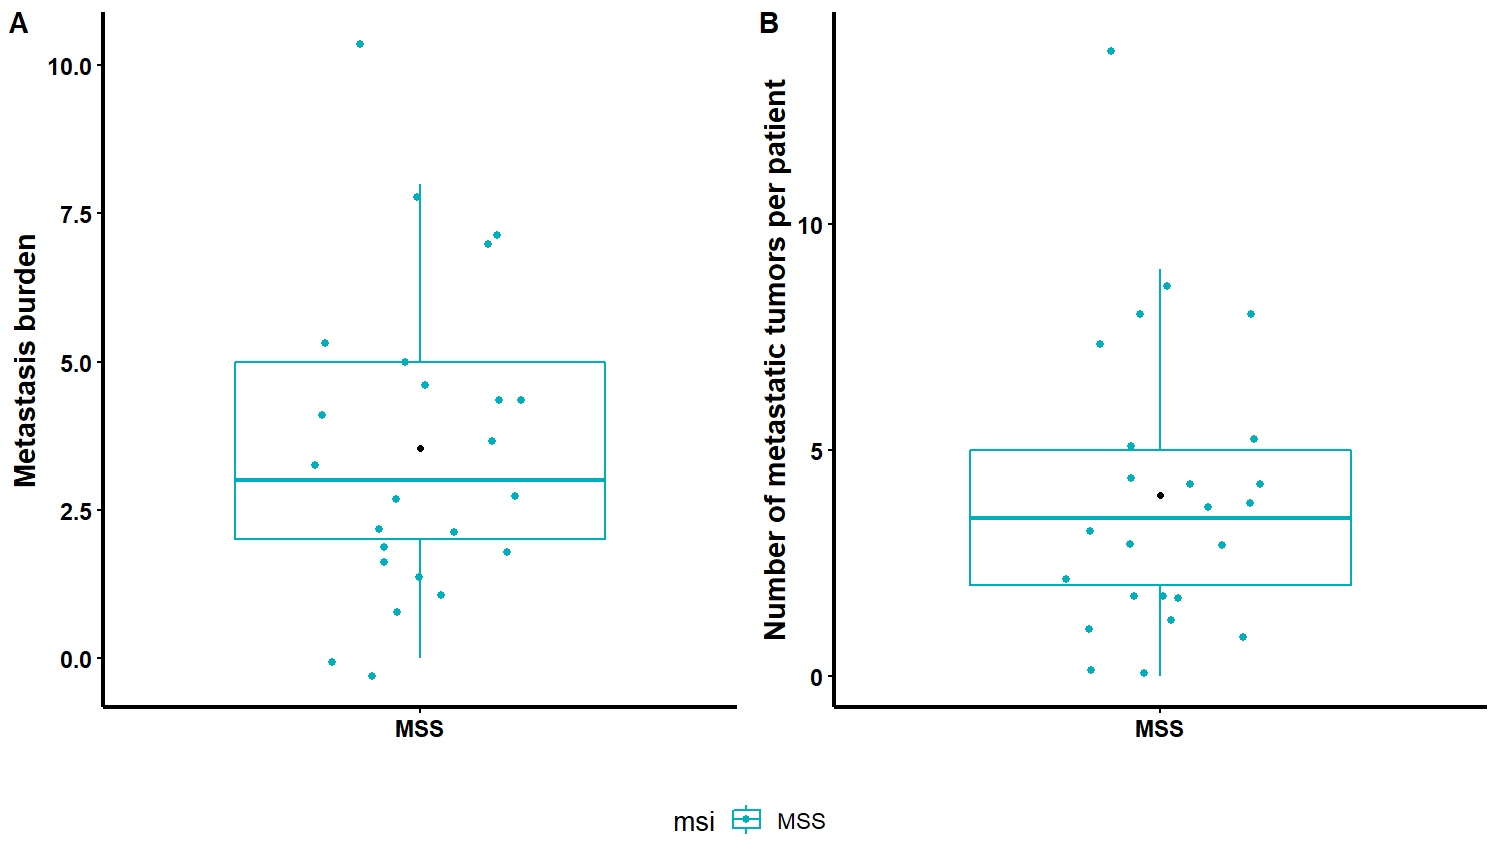 A
Metastasis burden
10.0
7.5
5.0
2.5
0.0
MSS
B
Number of metastatic tumors per patient
10
5
0
MSS
msi MSS